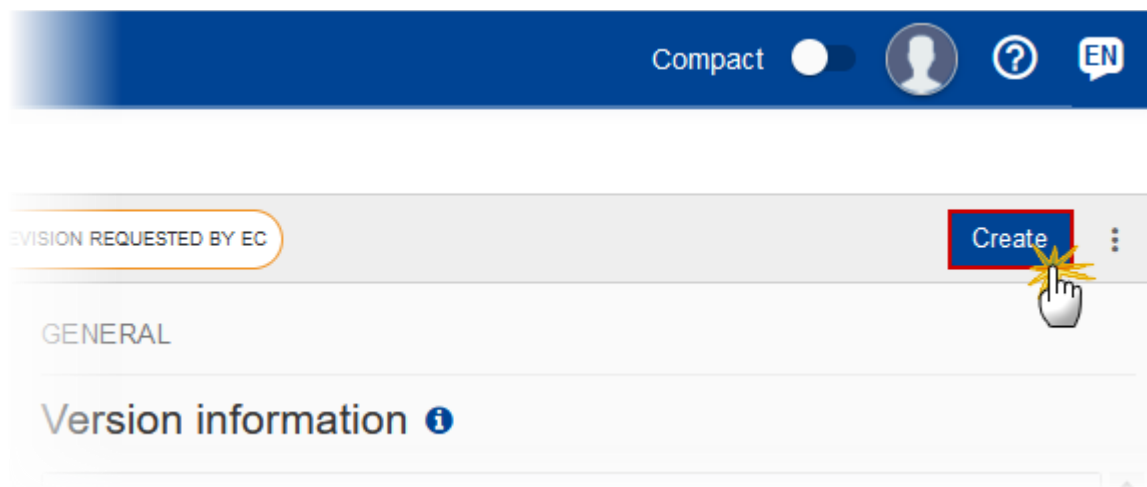 Compact
EN
EVISION REQUESTED BY EC
Create
GENERAL
Version information